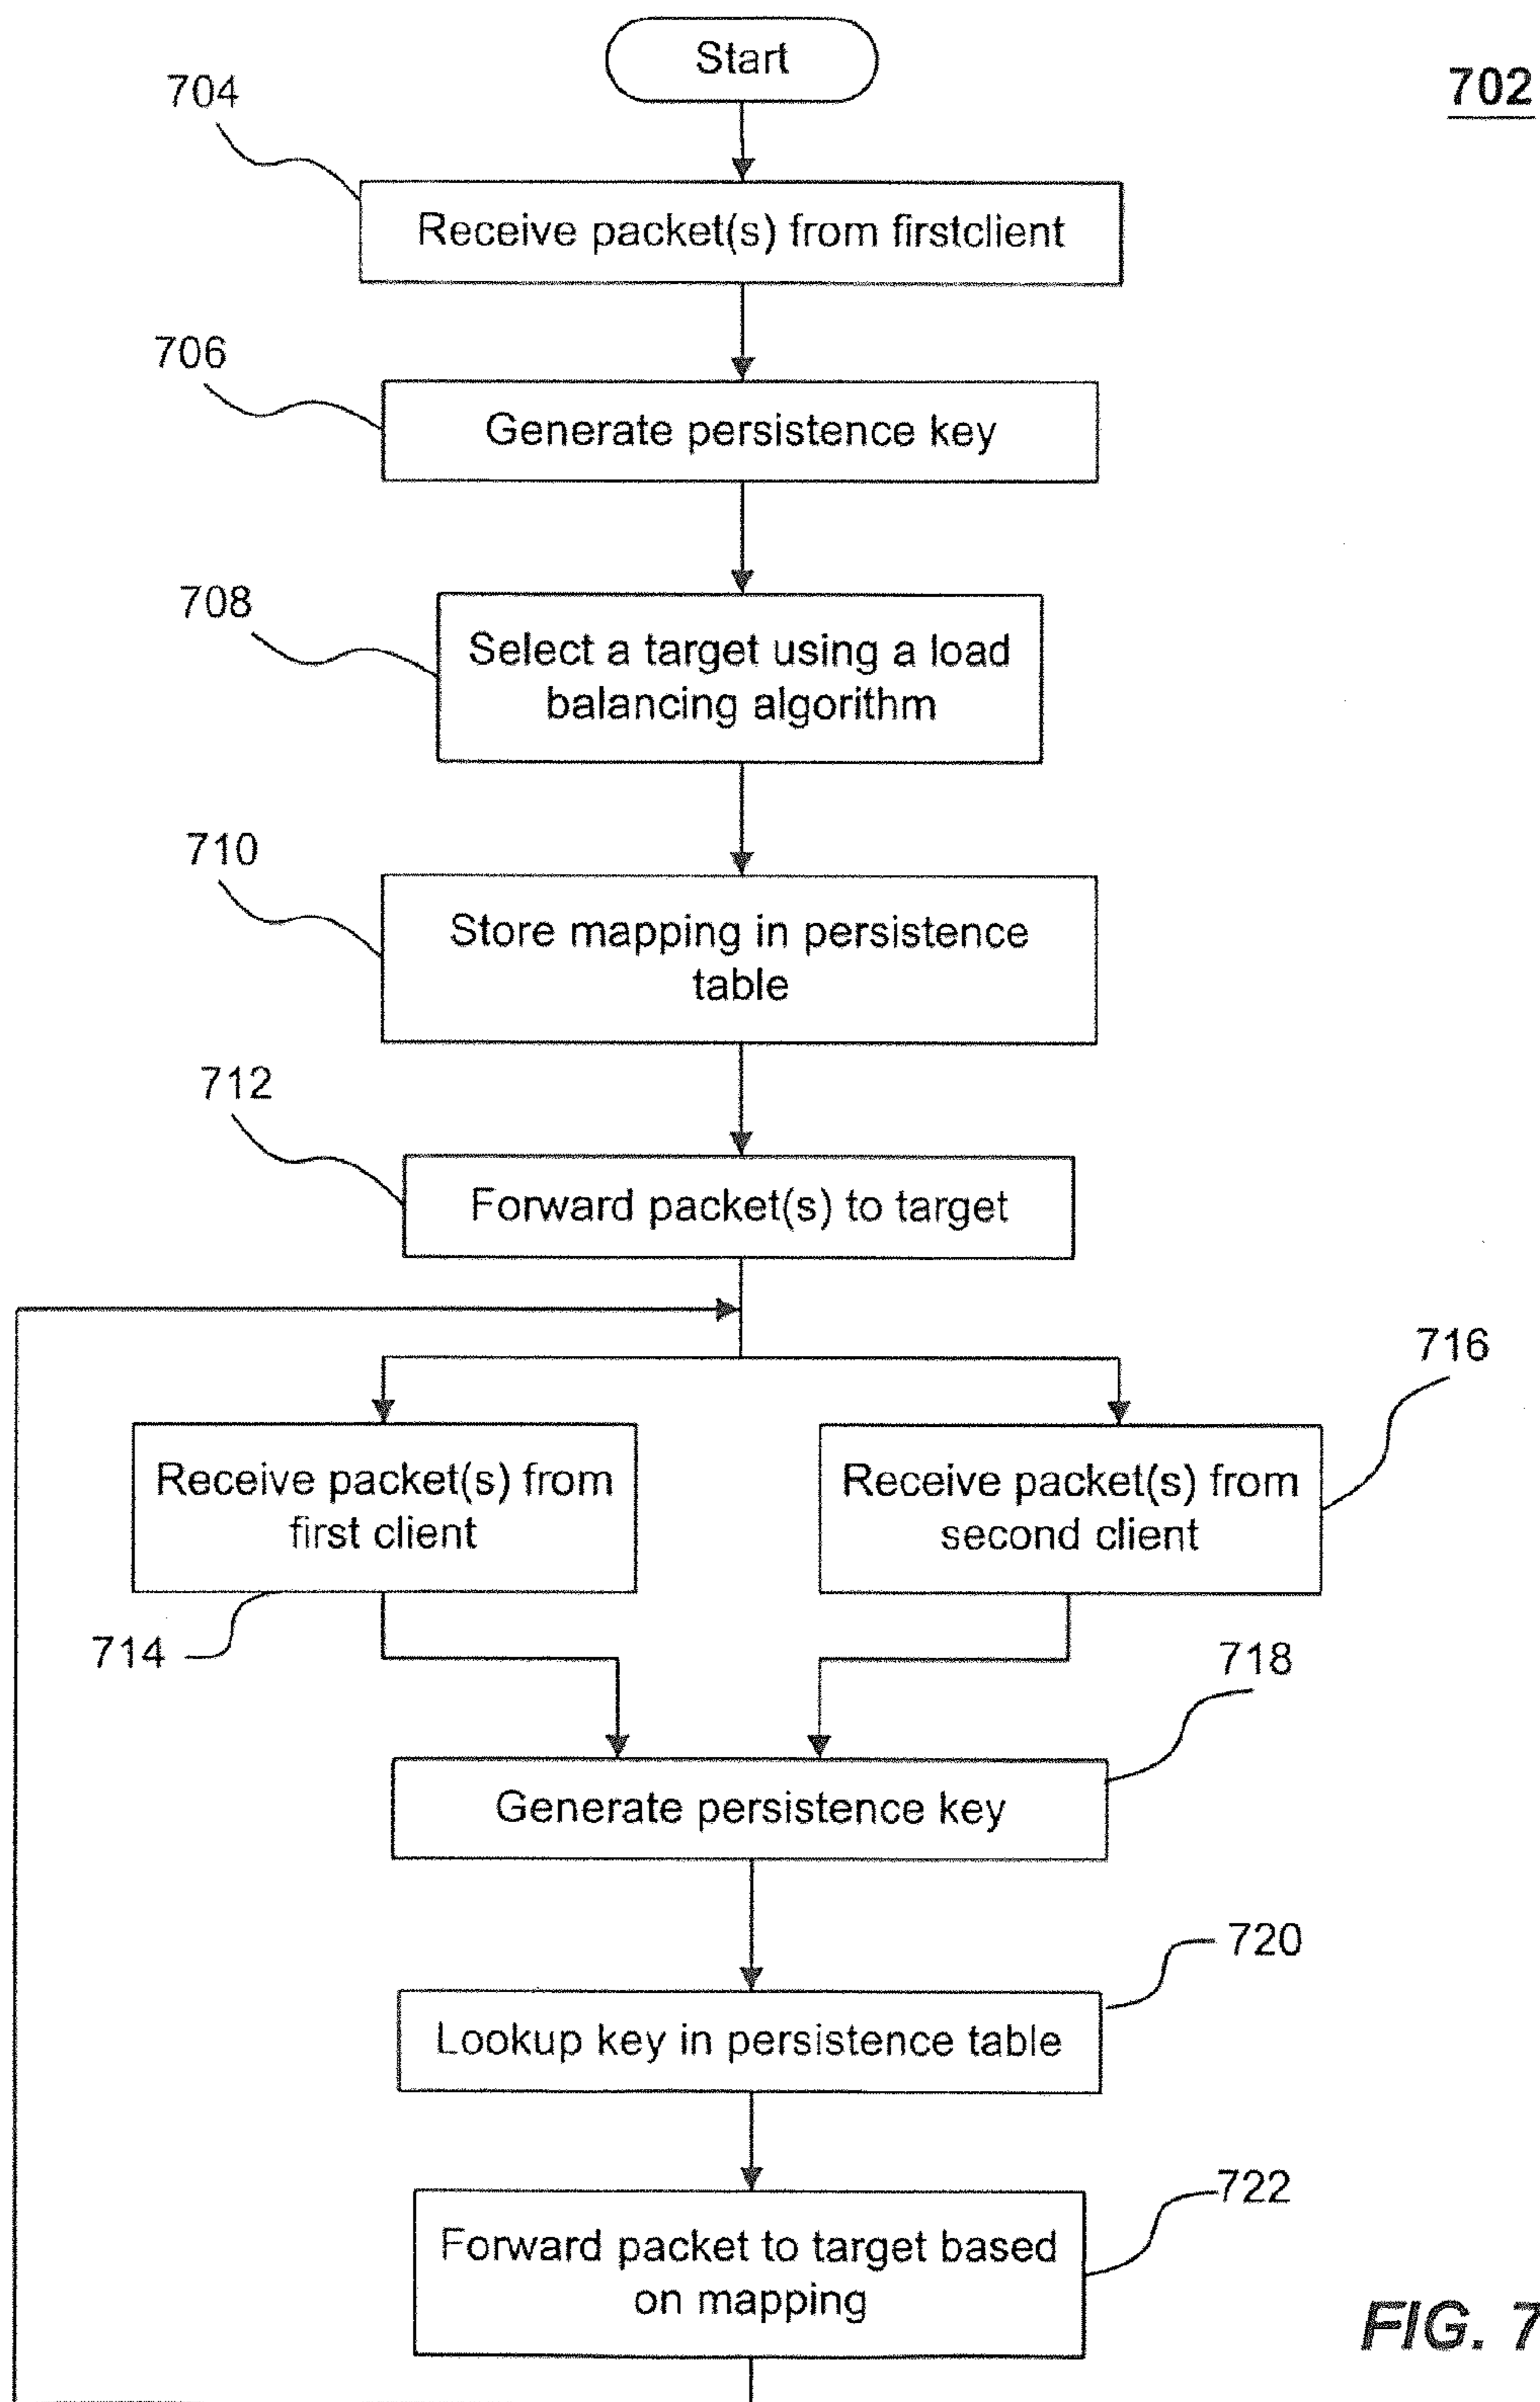 Start
702
704
Receive packet(s) from firstclient
706
Generate persistence key
708
Select a target using a load
balancing algorithm
710
Store mapping in persistence
table
712
Forward packet(s) to target
716
Receive packet(s) from
first client
Receive packet(s) from
second client
714
718
Generate persistence key
720
Lookup key in persistence table
722
Forward packet to target based
on mapping
FIG. 7